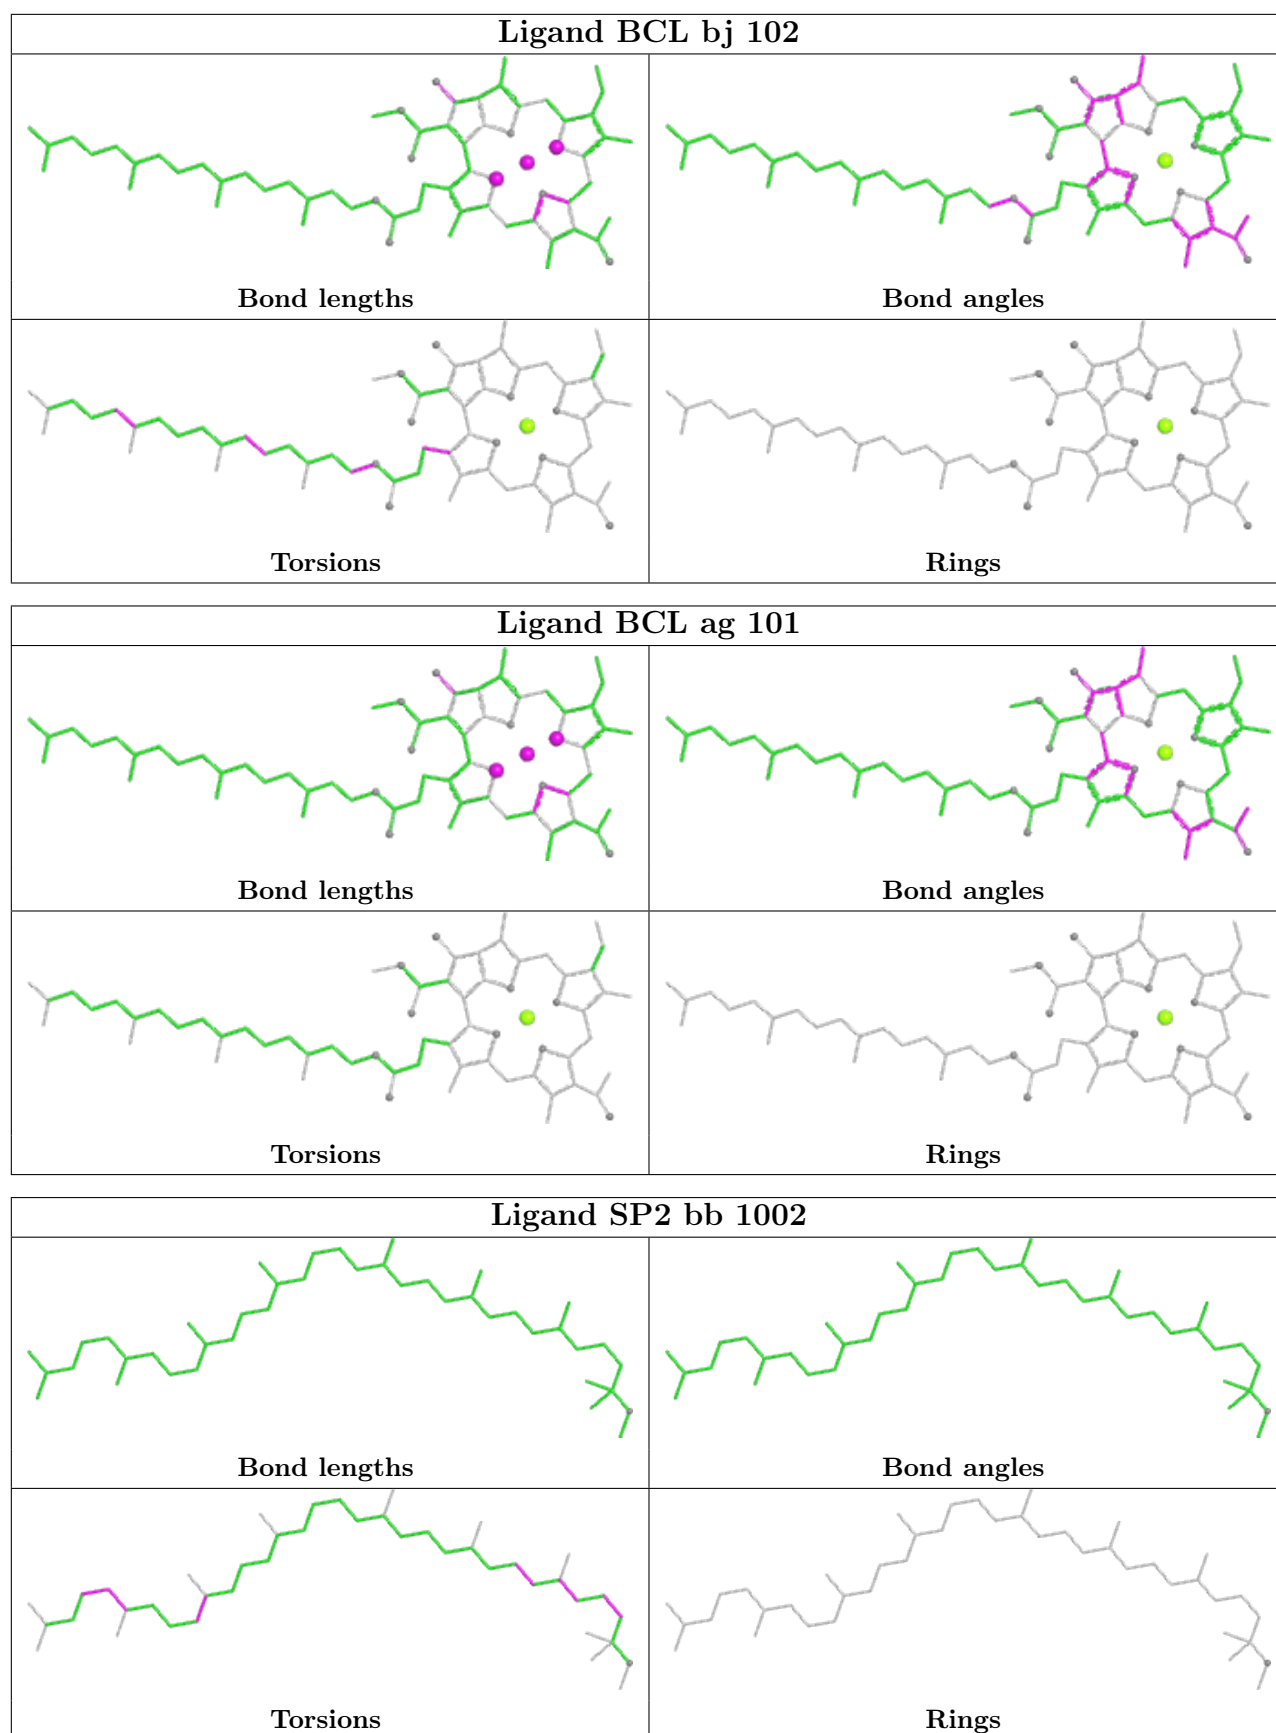 Ligand BCL bj 102
Bond lengths
Bond angles
Torsions
Rings
Ligand BCL ag 101
Bond lengths
Bond angles
Torsions
Rings
Ligand SP2 bb 1002
Bond lengths
Bond angles
Torsions
Rings